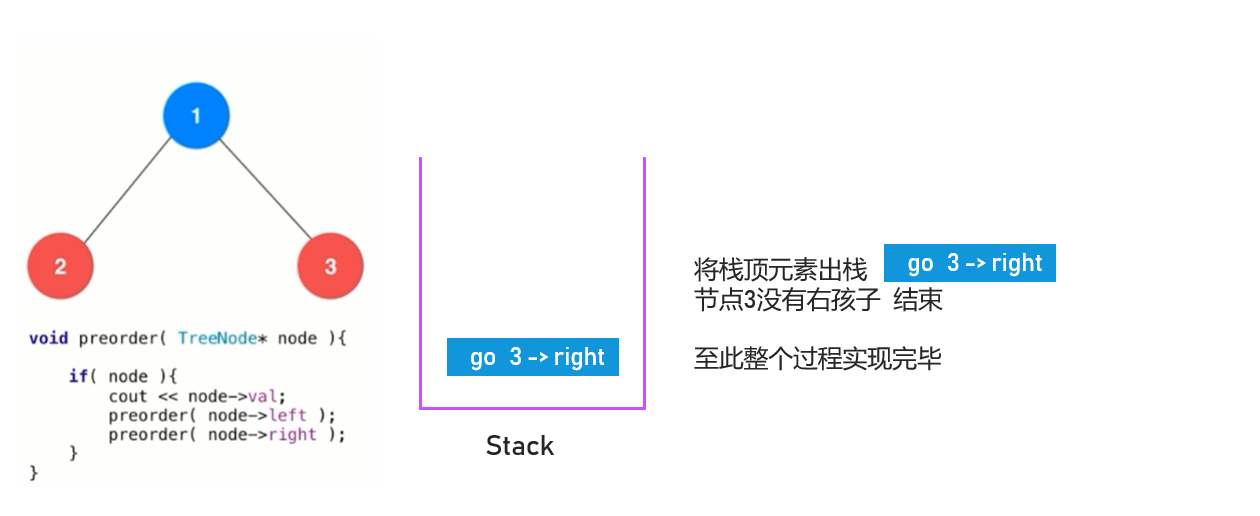 1
2
3
void preorder( TreeNode* node ){
if( node ){
cout << node->val;
preorder( node->left );
preorder( node->right );
}
}
go 3 -> right
Stack
将栈顶元素出栈 go 3 -> right
节点3没有右孩子 结束
至此整个过程实现完毕